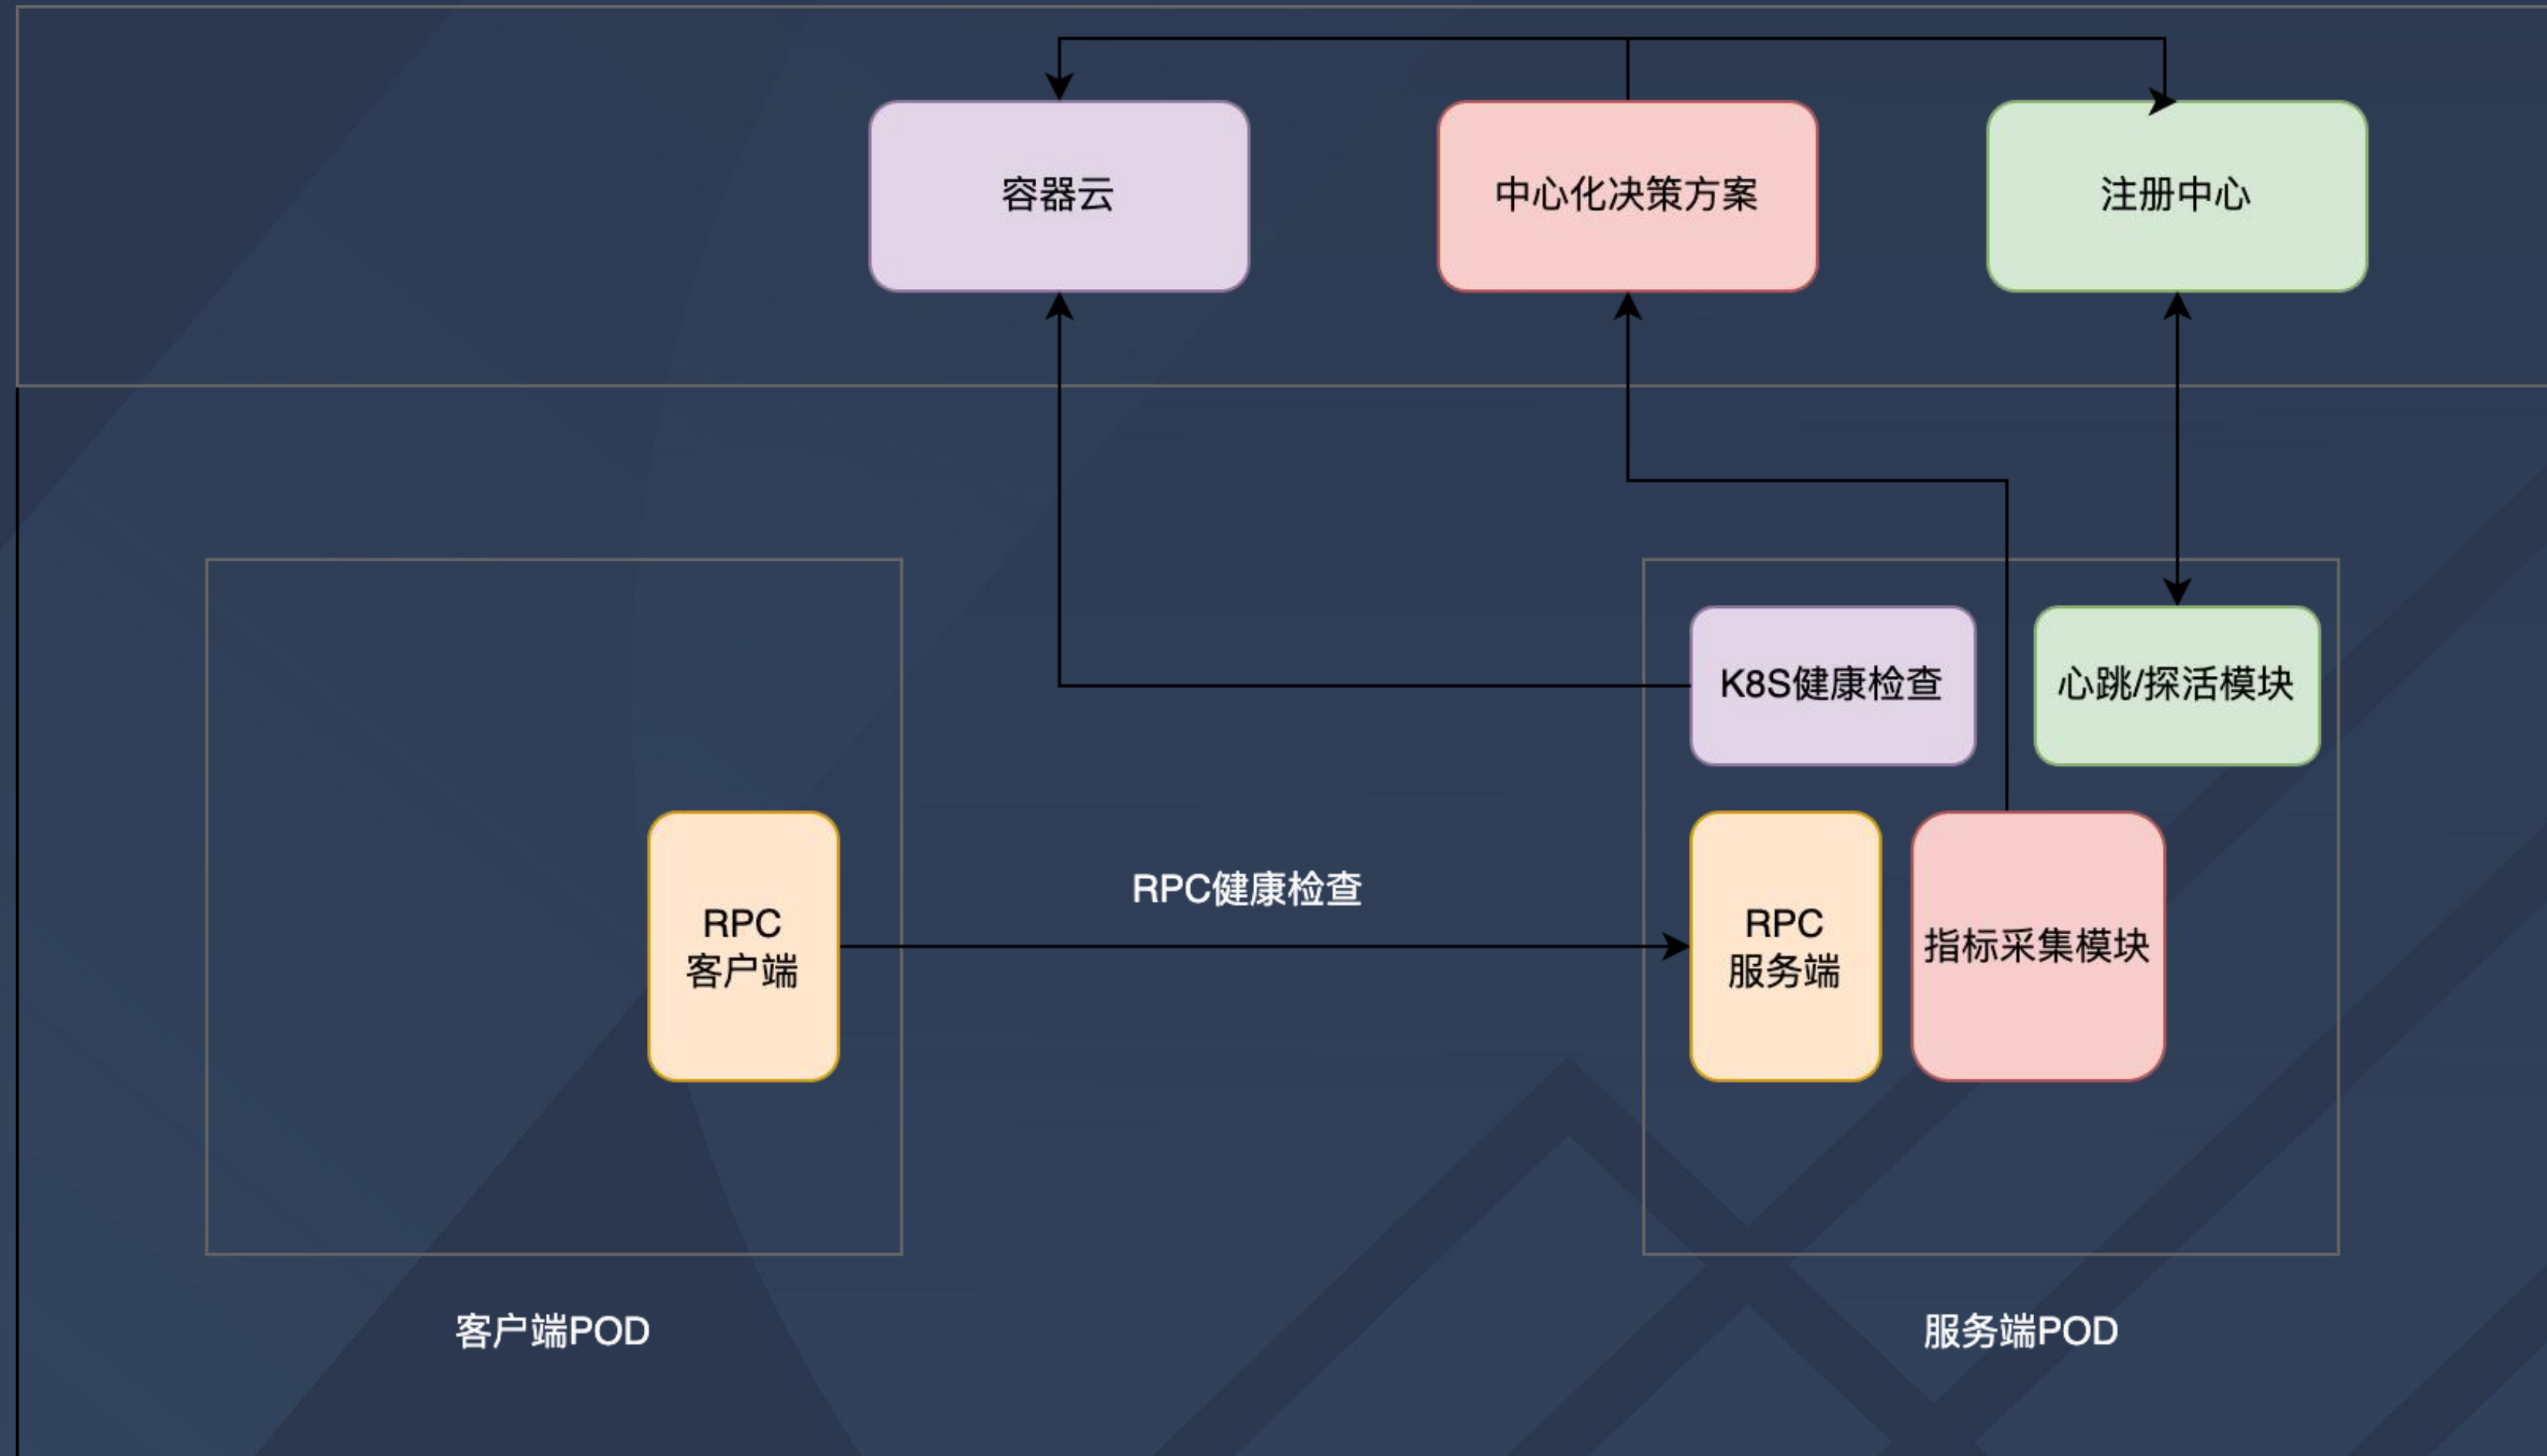 容器云
中心化决策方案
注册中心
K8S健康检查
心跳/探活模块
RPC健康检查
RPC
客户端
RPC
服务端
指标采集模块
客户端POD
服务端POD